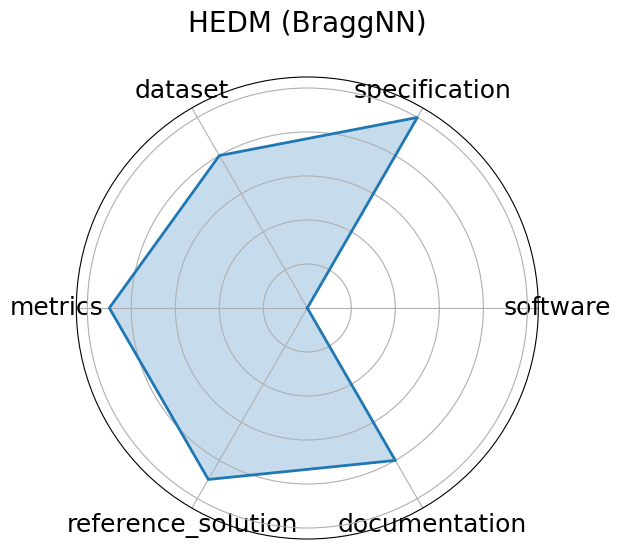 HEDM (BraggNN)
dataset
specification
metrics
software
reference_solution
documentation